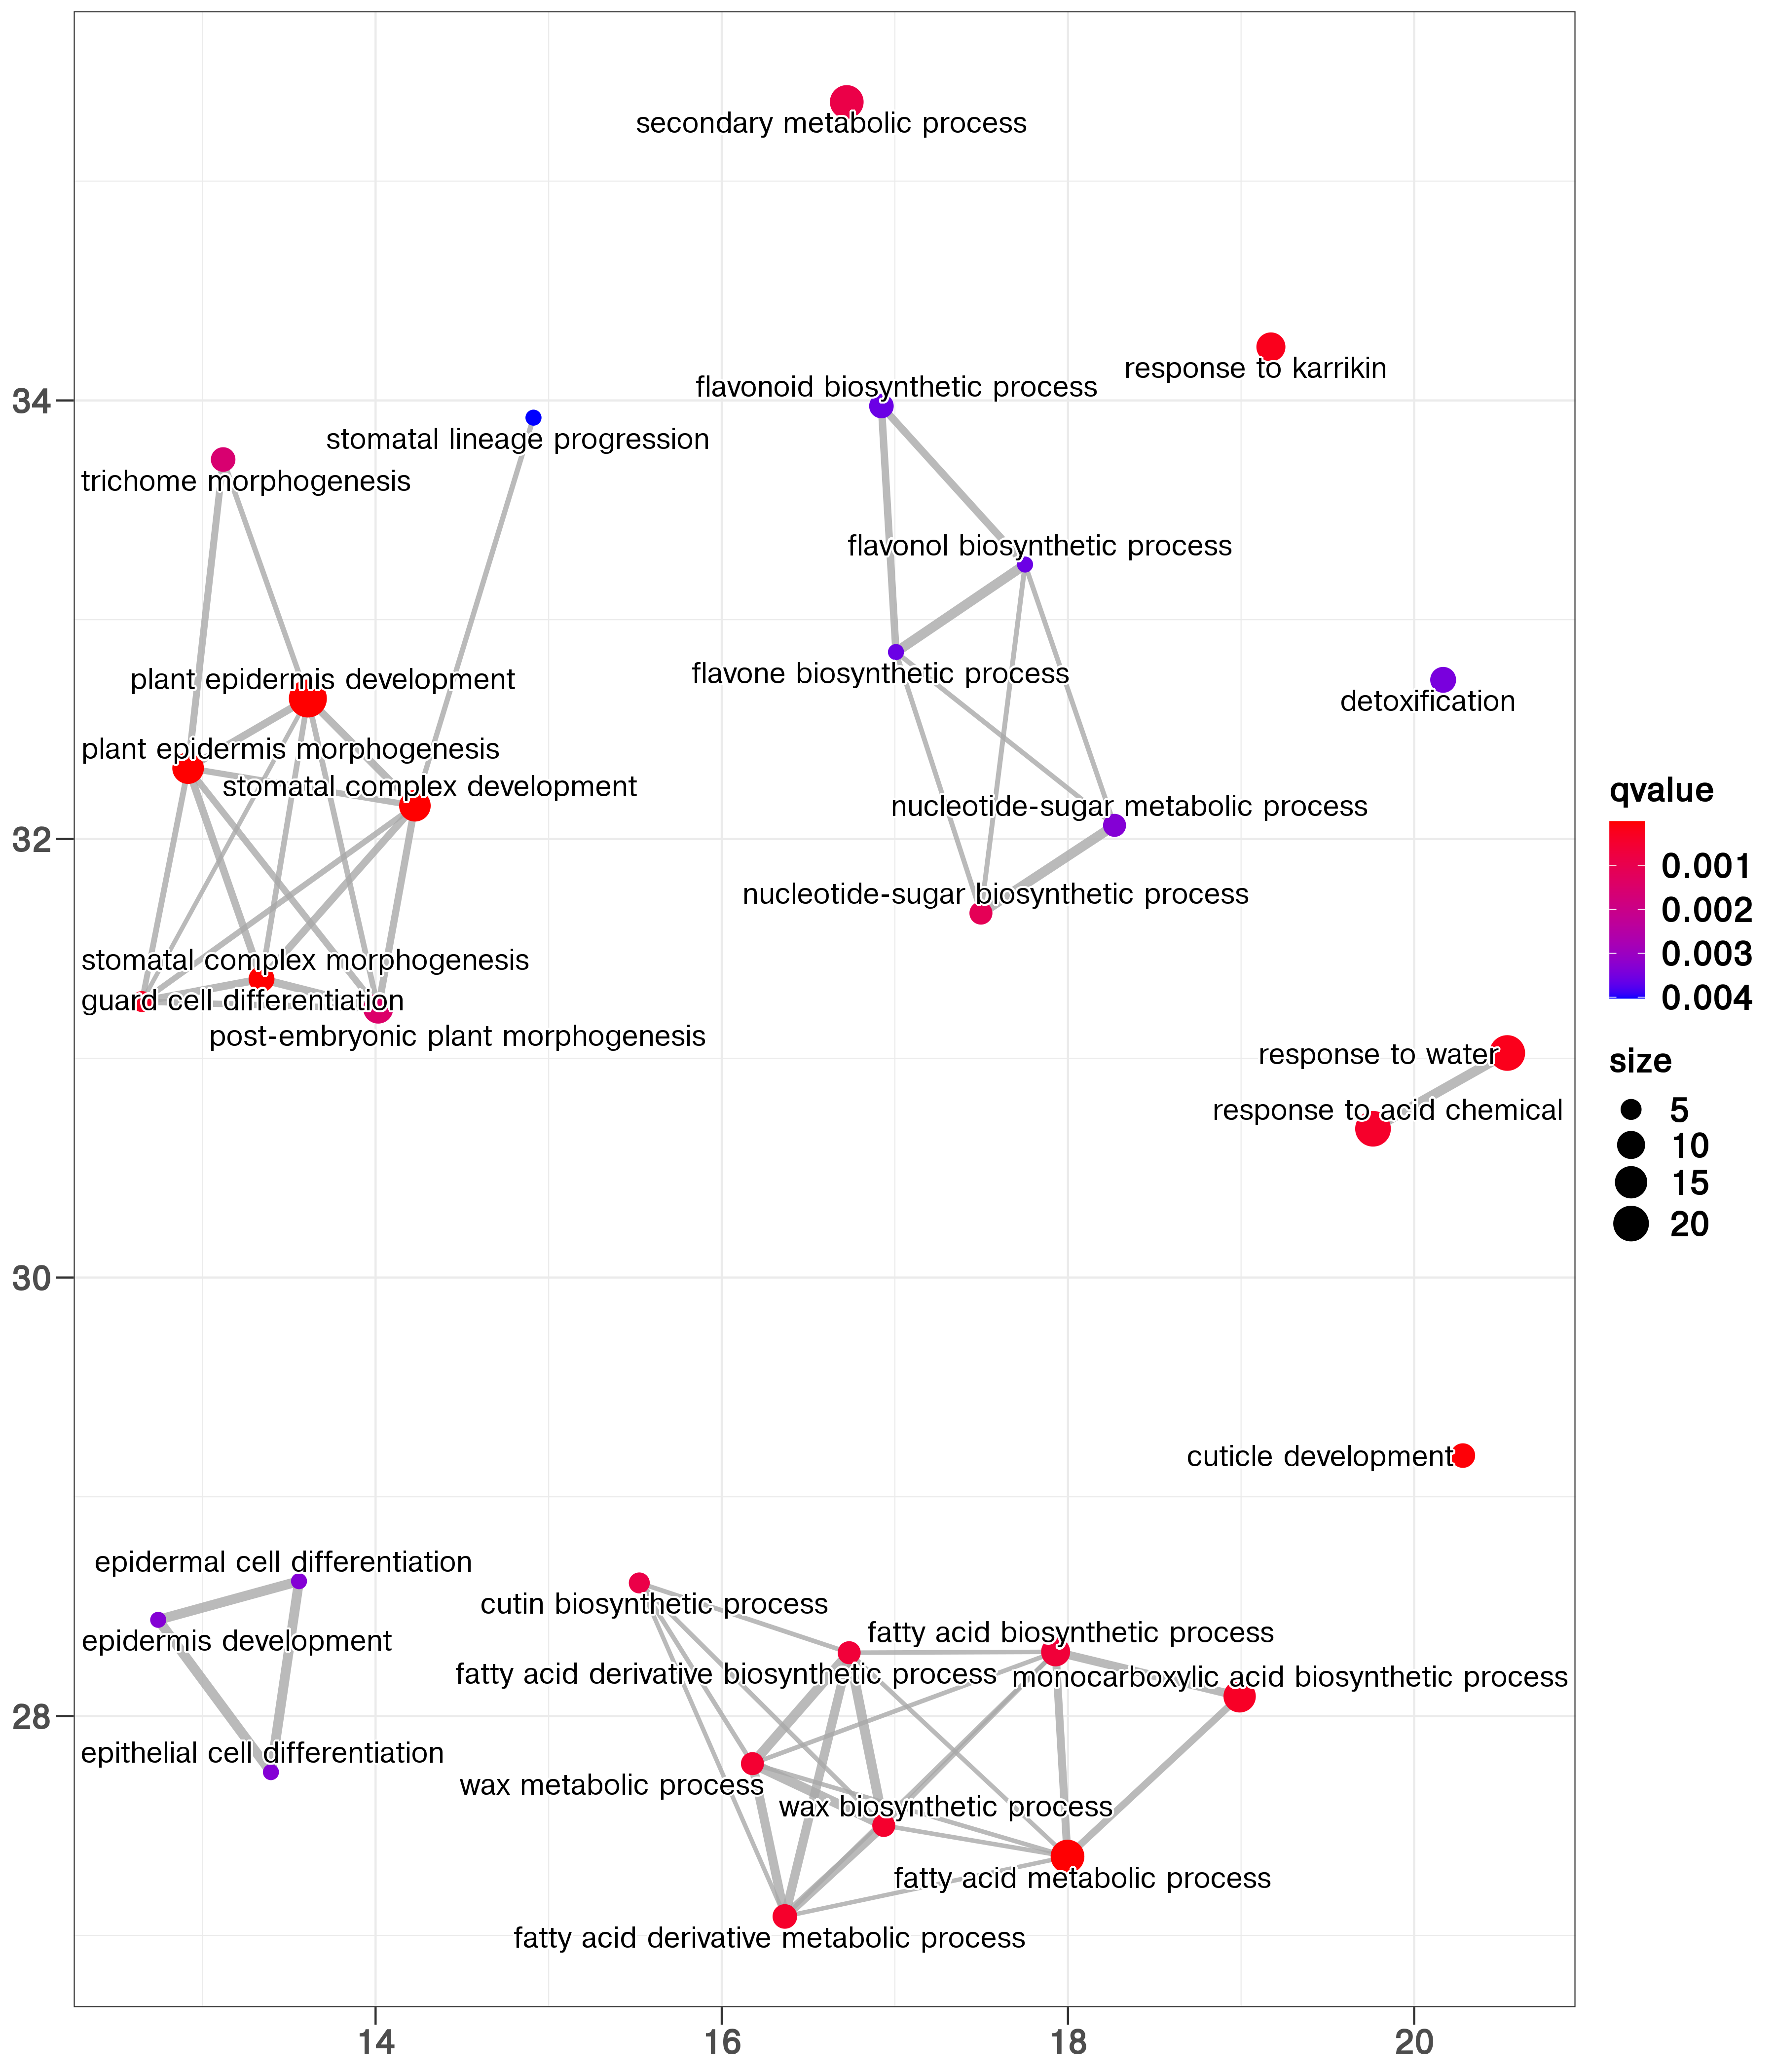 secondary metabolic process
response to karrikin
flavonoid biosynthetic process
34
stomatal lineage progression
trichome morphogenesis
flavonol biosynthetic process
flavone biosynthetic process
plant epidermis development
detoxification
plant epidermis morphogenesis
stomatal complex development
qvalue
nucleotide-sugar metabolic process
32
0.001
nucleotide-sugar biosynthetic process
0.002
0.003
stomatal complex morphogenesis
0.004
guard cell differentiation
post-embryonic plant morphogenesis
response to water
size
response to acid chemical
5
10
15
20
30
cuticle development
epidermal cell differentiation
cutin biosynthetic process
fatty acid biosynthetic process
epidermis development
fatty acid derivative biosynthetic process
monocarboxylic acid biosynthetic process
28
epithelial cell differentiation
wax metabolic process
wax biosynthetic process
fatty acid metabolic process
fatty acid derivative metabolic process
14
16
18
20